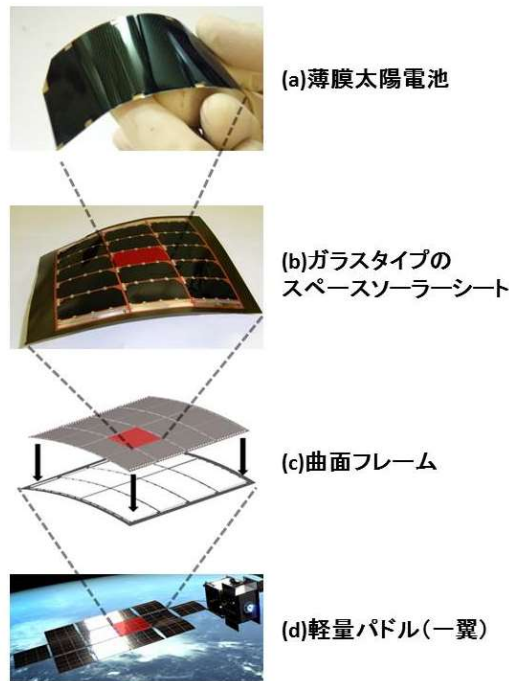 (a)薄膜太陽電池
(b)ガラスタイプの
スペースソーラーシート
(c)曲面フレーム
(d)軽量パドル(一翼)